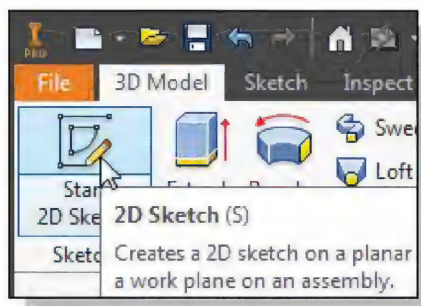 PRO
File 3D Model Sketch Inspect
Swee
Loft
Star
2D Ske
2D Sketch (S)
Sketc
Creates a 2D sketch on a planar
a work plane on an assembly.